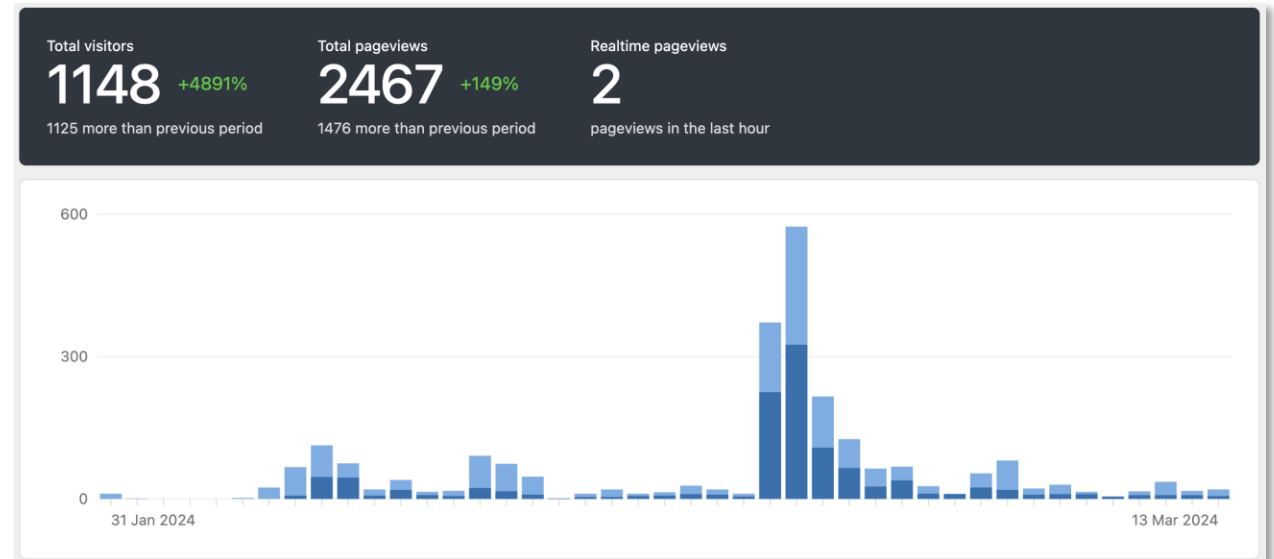 Total visitors
1148 +4891%
1125 more than previous period
Total pageviews
2467 +149%
1476 more than previous period
Realtime pageviews
2
pageviews in the last hour
600
300
0
31 Jan 2024
13 Mar 2024